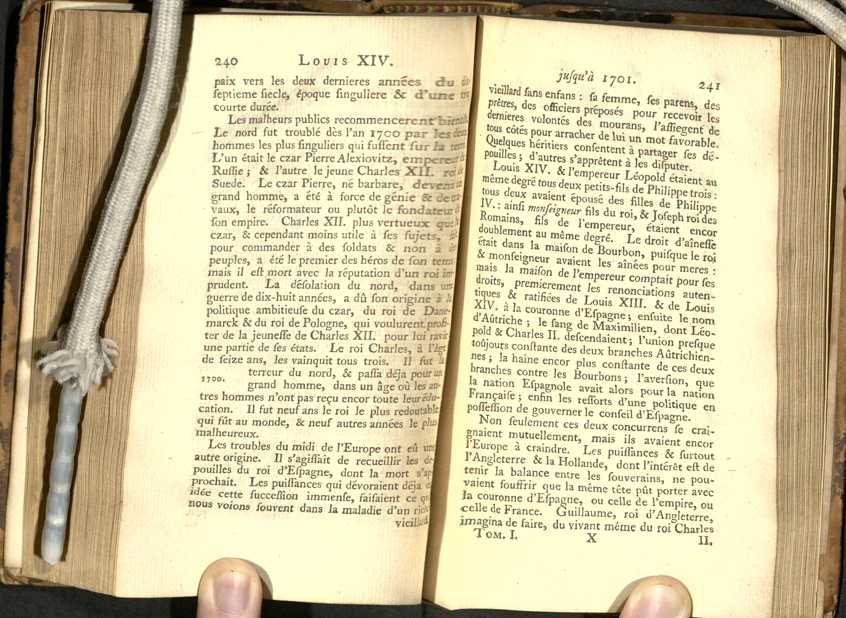 240 Louis XIV.
paix vers les deux dernieres années du
ſeptieme ſiecle, époque ſinguliere & d'une
courte durée.
Les malheurs publics recommencerent bientôt.
Le nord fut troublé dès l'an 1700 par les deux
hommes les plus ſinguliers qui fuſſent ſur la terre.
L'un était le czar Pierre Alexiovitz, empereur de
Ruſſie; & l'autre le jeune Charles XII. roi de
Suede. Le czar Pierre, né barbare, devenu
grand homme, a été à force de génie & de tra-
vaux, le réformateur ou plutôt le fondateur de
ſon empire. Charles XII. plus vertueux que le
czar, & cependant moins utile à ſes ſujets,
pour commander à des ſoldats & non à des
peuples, a été le premier des héros de ſon tems;
mais il eſt mort avec la réputation d'un roi im-
prudent. La déſolation du nord, dans une
guerre de dix-huit années, a dû ſon origine à la
politique ambitieuſe du czar, du roi de Dane-
marck & du roi de Pologne, qui voulurent profi-
ter de la jeuneſſe de Charles XII. pour lui ravir
une partie de ſes états. Le roi Charles, à l'âge
de ſeize ans, les vainquit tous trois. Il fut la
1700. terreur du nord, & paſſa déja pour un
grand homme, dans un âge où les au-
tres hommes n'ont pas reçu encor toute leur édu-
cation. Il fut neuf ans le roi le plus redoutable
qui fût au monde, & neuf autres années le plus
malheureux.
Les troubles du midi de l'Europe ont eû une
autre origine. Il s'agiſſait de recueillir les dé-
pouilles du roi d'Eſpagne, dont la mort s'ap-
prochait. Les puiſſances qui dévoraient déja en
idée cette ſucceſſion immenſe, faiſaient ce que
nous voions ſouvent dans la maladie d'un riche
vieillard
juſqu'à 1701. 241
vieillard ſans enfans: ſa femme, ſes parens, des
prêtres, des officiers prépoſés pour recevoir les
dernieres volontés des mourans, l'aſſiegent de
tous côtés pour arracher de lui un mot favorable.
Quelques héritiers conſentent à partager ſes dé-
pouilles; d'autres s'apprêtent à les diſputer.
Louis XIV. & l'empereur Léopold étaient au
même degré tous deux petits-fils de Philippe trois:
tous deux avaient épouſé des filles de Philippe
IV.: ainſi monſeigneur fils du roi, & Joſeph roi des
Romains, fils de l'empereur, étaient encor
doublement au même degré. Le droit d'aîneſſe
était dans la maiſon de Bourbon, puiſque le roi
& monſeigneur avaient les aînées pour meres:
mais la maiſon de l'empereur comptait pour ſes
droits, premierement les renonciations auten-
tiques & ratifiées de Louis XIII. & de Louis
XIV. à la couronne d'Eſpagne; enſuite le nom
d'Aûtriche; le ſang de Maximilien, dont Léo-
pold & Charles II. deſcendaient; l'union preſque
toûjours conſtante des deux branches Aûtrichien-
nes; la haine encor plus conſtante de ces deux
branches contre les Bourbons; l'averſion, que
la nation Eſpagnole avait alors pour la nation
Françaiſe; enfin les reſſorts d'une politique en
poſſeſſion de gouverner le conſeil d'Eſpagne.
Non ſeulement ces deux concurrens ſe crai-
gnaient mutuellement, mais ils avaient encor
l'Europe à craindre. Les puiſſances & ſurtout
l'Angleterre & la Hollande, dont l'intérêt eſt de
tenir la balance entre les ſouverains, ne pou-
vaient ſouffrir que la même tête pût porter avec
la couronne d'Eſpagne, ou celle de l'empire, ou
celle de France. Guillaume, roi d'Angleterre,
imagina de faire, du vivant même du roi Charles
Tom. I. X II,